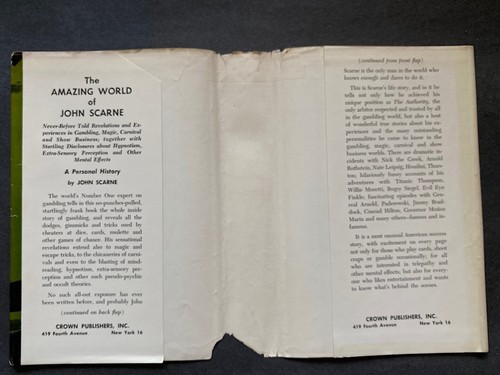 The
AMAZING WORLD
of
JOHN SCARNE
Never-Before Told Revelations and Ex-
periences in Gambling, Magic, Carnival
and Show Business; together with
Startling Disclosures about Hypnotism,
Extra-Sensory Perception and Other
Mental Effects
A Personal History
by JOHN SCARNE
The world's Number One expert on
gambling tells in this no-punches-pulled,
startlingly frank book the whole inside
story of gambling, and reveals all the
dodges, gimmicks and tricks used by
cheaters at dice, cards, roulette and
other games of chance. His sensational
revelations extend also to magic and
escape tricks, to the chicaneries of carni-
vals and even to the blasting of mind-
reading, hypnotism, extra-sensory per-
ception and other such pseudo-psychic
and occult theories.
No such all-out exposure has ever
been written before, and probably John
(continued on back flap)
CROWN PUBLISHERS, INC.
419 Fourth Avenue New York 16
(continued from front flap)
Scarne is the only man in the world who
knows enough and dares to do it.
This is Scarne's life story, and in it he
tells not only how he achieved his
unique position as The Authority, the
only arbiter respected and trusted by all
in the gambling world, but also a host
of wonderful true stories about his ex-
periences and the many outstanding
personalities he came to know in the
gambling, magic, carnival and show
business worlds. There are dramatic in-
cidents with Nick the Greek, Arnold
Rothstein, Nate Leipzig, Houdini, Thurs-
ton; hilariously funny accounts of his
adventures with Titanic Thompson,
Willie Moretti, Bugsy Siegel, Evil Eye
Finkle; fascinating episodes with Gen-
eral Arnold, Paderewski, Jimmy Brad-
dock, Conrad Hilton, Governor Muñoz
Marin and many others–famous and in-
famous.
It is a most unusual American success
story, with excitement on every page
not only for those who play cards, shoot
craps or gamble occasionally; for all
who are interested in telepathy and
other mental effects; but also for every-
one who likes entertainment and wants
to know what's behind the scenes.
CROWN PUBLISHERS, INC.
419 Fourth Avenue New York 16